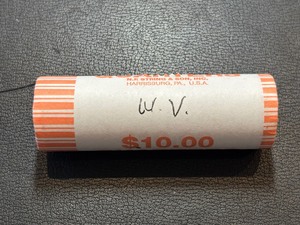 N.F. STRING & SON, INC.
HARRISBURG, PA., U.S.A.
W. V.
$10.00